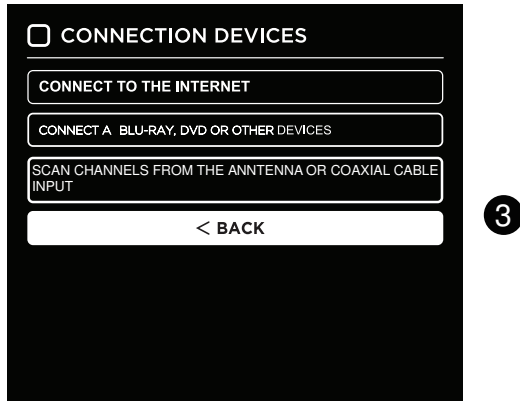 CONNECTION DEVICES
CONNECT TO THE INTERNET
CONNECT A BLU-RAY, DVD OR OTHER DEVICES
SCAN CHANNELS FROM THE ANNTENNA OR COAXIAL CABLE
INPUT
< BACK
3